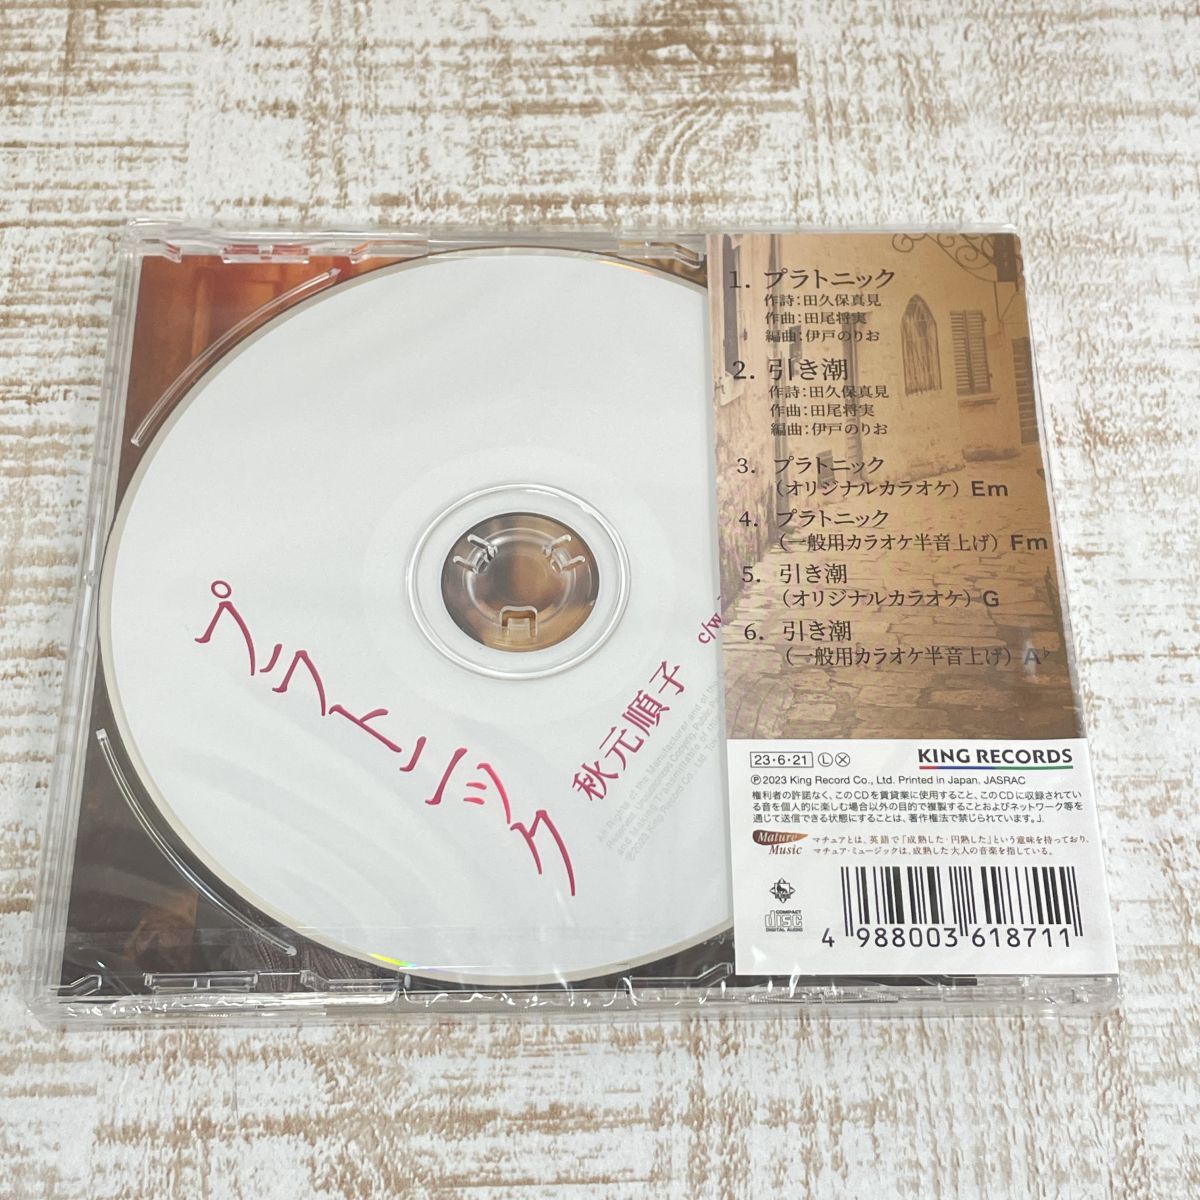 プラトニック
秋元順子
c/w
1. プラトニック
作詩:田久保真見
作曲:田尾将実
編曲:伊戸のりお
2. 引き潮
作詩:田久保真見
作曲:田尾将実
編曲:伊戸のりお
3. プラトニック
(オリジナルカラオケ) Em
4. プラトニック
(一般用カラオケ半音上げ) Fm
5. 引き潮
(オリジナルカラオケ) G
6. 引き潮
(一般用カラオケ半音上げ) A♭
23・6・21 Ⓛ Ⓧ KING RECORDS
Ⓟ2023 King Record Co., Ltd. Printed in Japan. JASRAC
権利者の許諾なく、このCDを賃貸業に使用すること、このCDに収録されている音を個人的に楽しむ場合以外の目的で複製することおよびネットワーク等を通じて送信できる状態にすることは、著作権法で禁じられています。J.
Mature Music
マチュアとは、英語で「成熟した・円熟した」という意味を持っており、
マチュア・ミュージックは、成熟した大人の音楽を指している。
COMPACT
disc
DIGITAL AUDIO
4 988003 618711